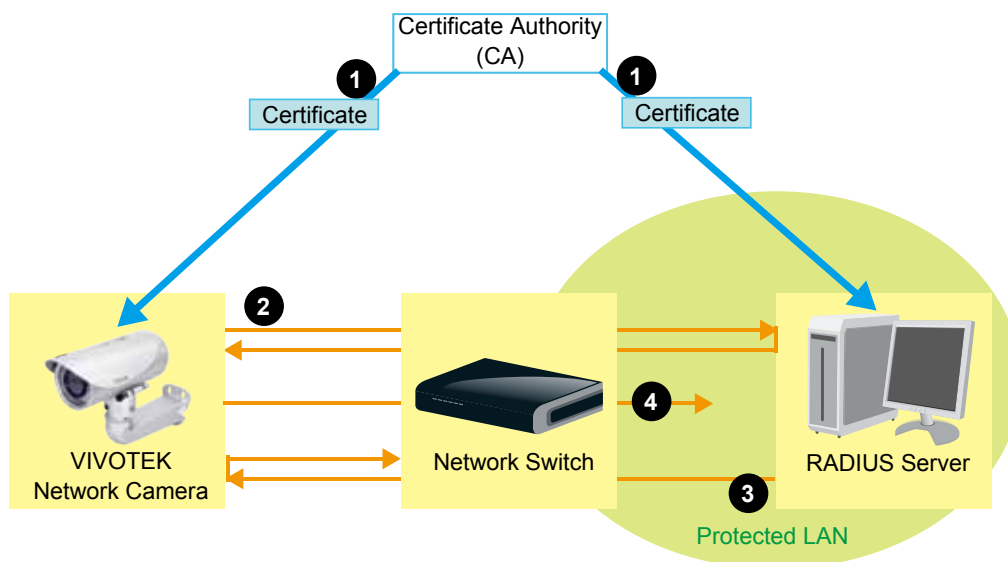 Certificate Authority
(CA)
1
1
Certificate
Certificate
2
4
VIVOTEK
Network Camera
Network Switch
RADIUS Server
3
Protected LAN